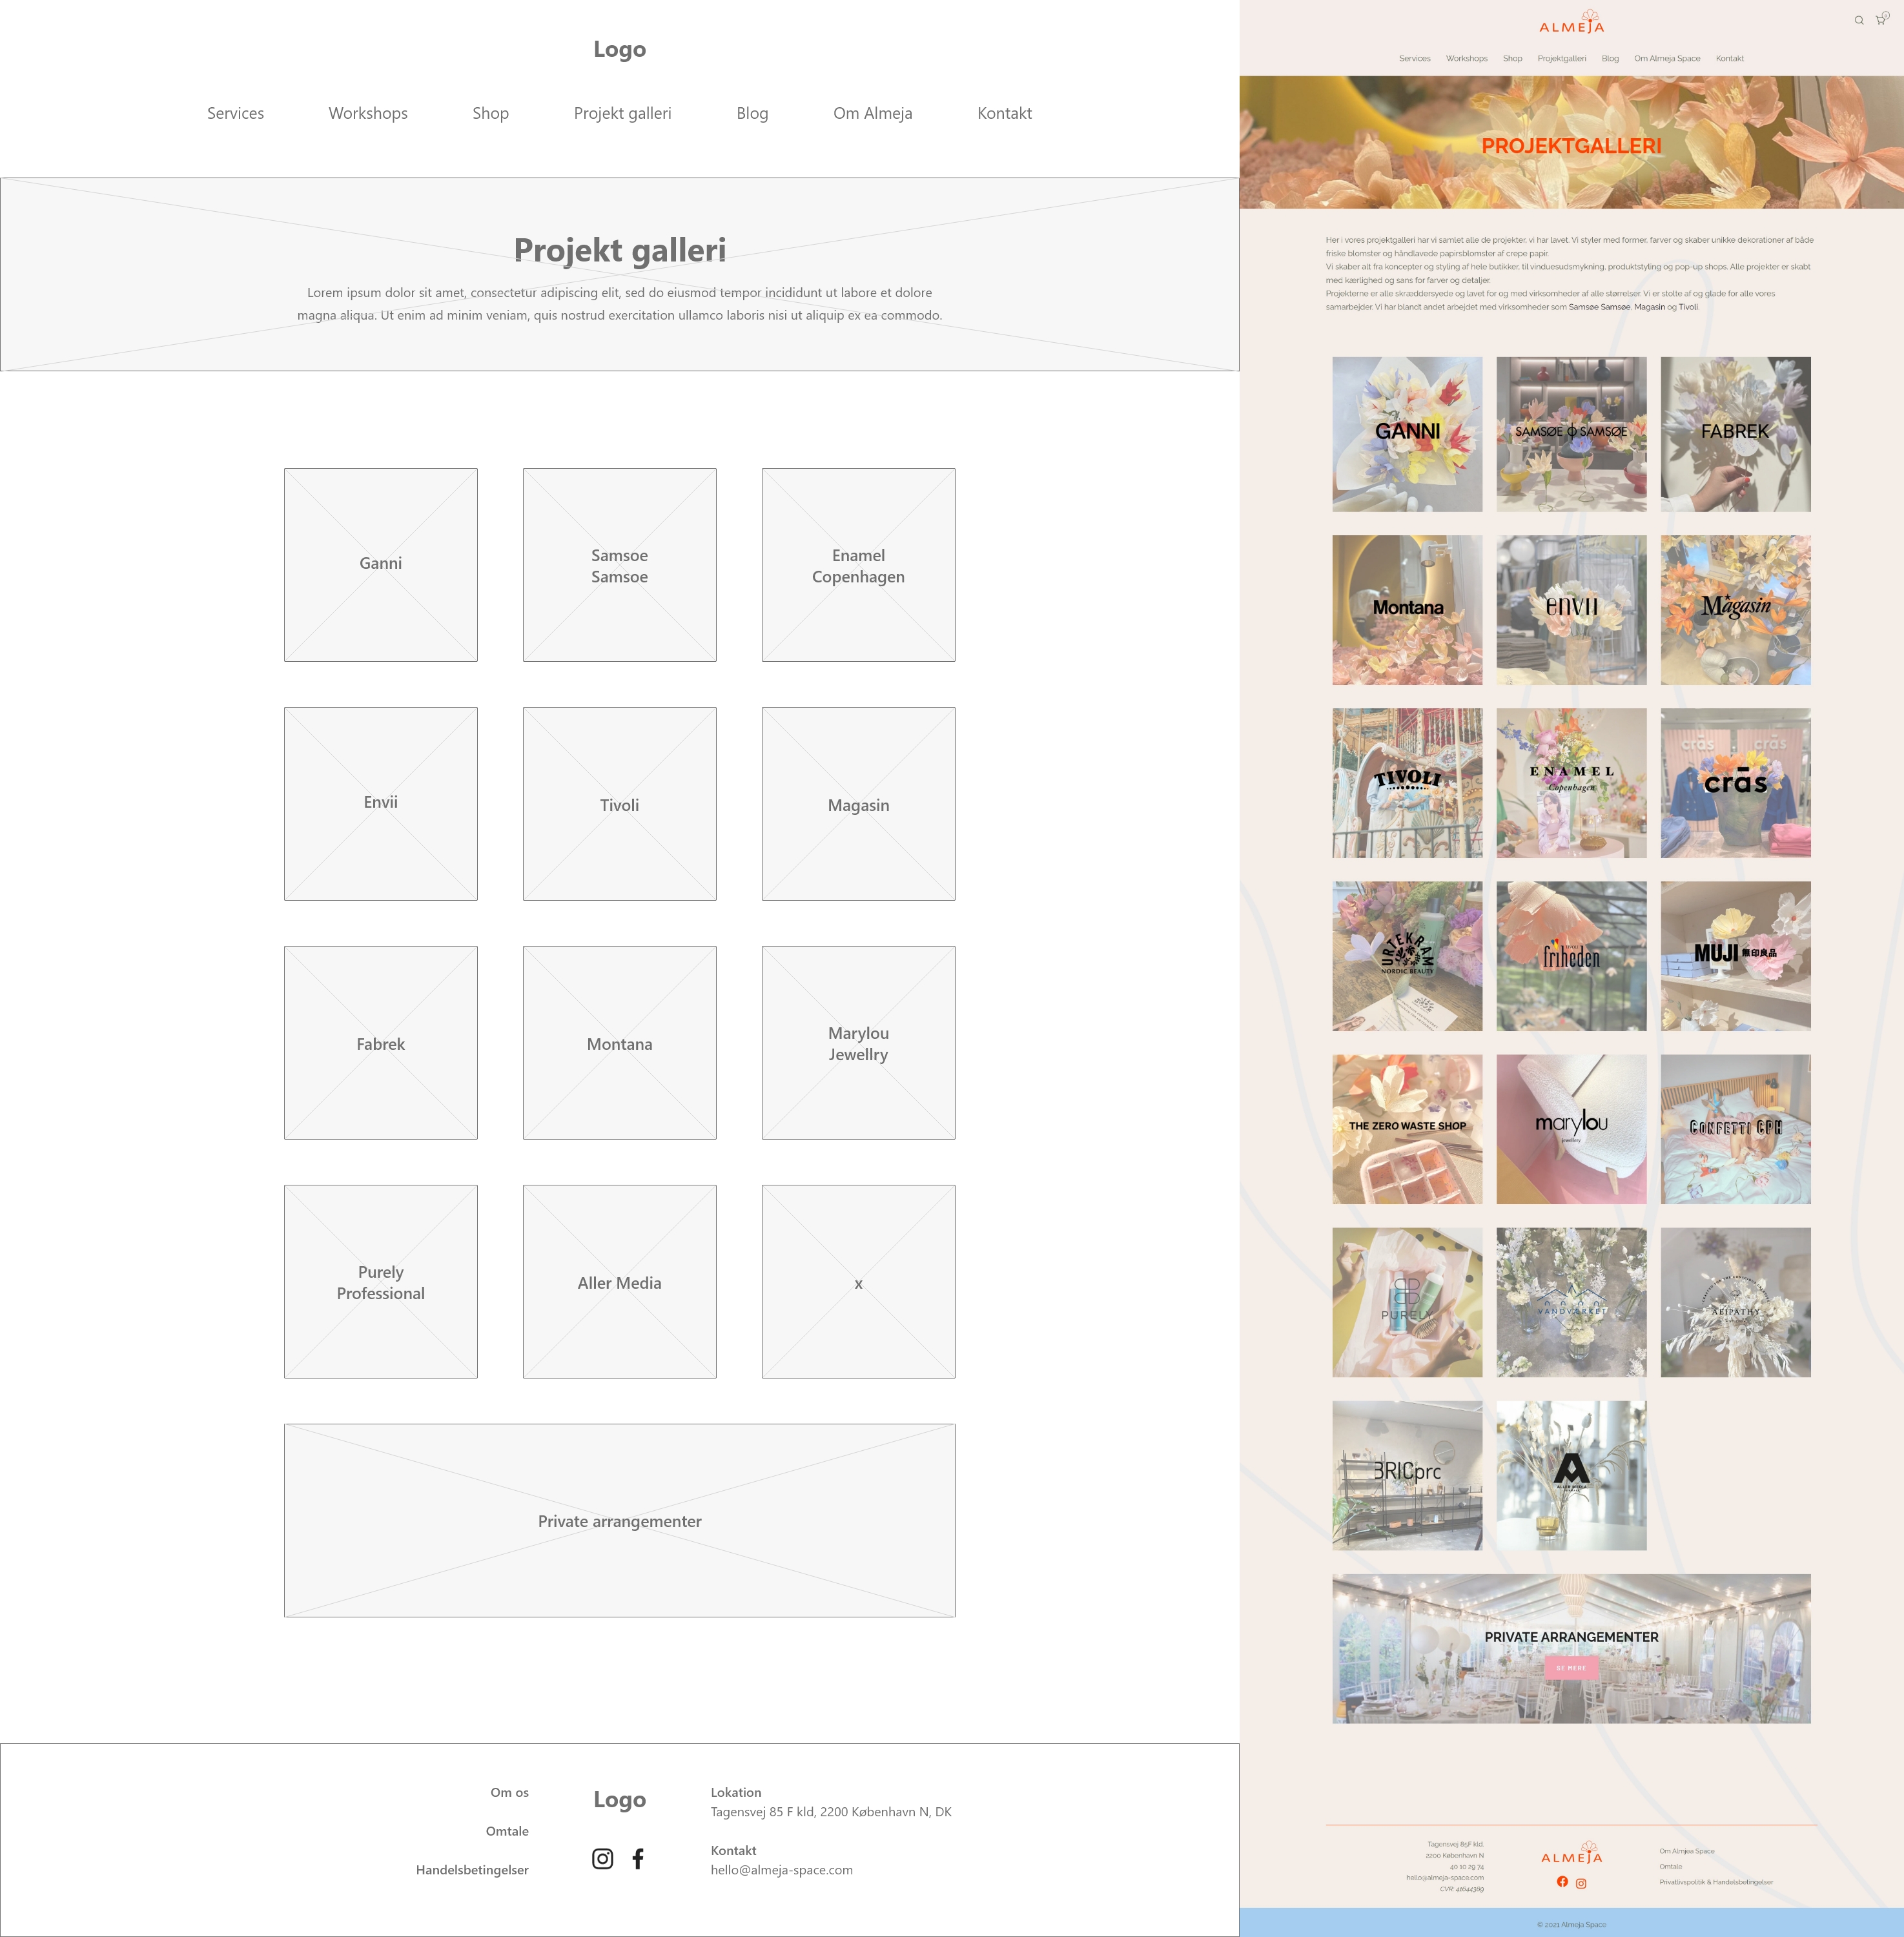 Logo
Services
Workshops
Shop
Projekt galleri
Blog
Om Almeja
Kontakt
Projekt galleri
Lorem ipsum dolor sit amet, consectetur adipiscing elit, sed do eiusmod tempor incididunt ut labore et dolore
magna aliqua. Ut enim ad minim veniam, quis nostrud exercitation ullamco laboris nisi ut aliquip ex ea commodo.
Ganni
Samsoe
Samsoe
Enamel
Copenhagen
Envii
Tivoli
Magasin
Fabrek
Montana
Marylou
Jewellry
Purely
Professional
Aller Media
x
Private arrangementer
Om os
Omtale
Handelsbetingelser
Logo
Lokation
Tagensvej 85 F kld, 2200 København N, DK
Kontakt
hello@almeja-space.com
ALMEJA
0
Services
Workshops
Shop
Projektgalleri
Blog
Om Almeja Space
Kontakt
PROJEKTGALLERI
Her i vores projektgalleri har vi samlet alle de projekter, vi har lavet. Vi styler med former, farver og skaber unikke dekorationer af både
friske blomster og håndlavede papirsblomster af crepe papir.
Vi skaber alt fra koncepter og styling af hele butikker, til vinduesudsmykning, produktstyling og pop-up shops. Alle projekter er skabt
med kærlighed og sans for farver og detaljer.
Projekterne er alle skræddersyede og lavet for og med virksomheder af alle størrelser. Vi er stolte af og glade for alle vores
samarbejder. Vi har blandt andet arbejdet med virksomheder som Samsøe Samsøe, Magasin og Tivoli.
GANNI
SAMSØE Φ SAMSØE
FABREK
Montana
envii
Magasin
TIVOLI
ENAMEL
Copenhagen
crās crās
crās
URTEKRAM
NORDIC BEAUTY
friheden
MUJI 無印良品
THE ZERO WASTE SHOP
marylou
jewellery
CONFETTI CPH
PURELY
VANDVÆRKET
AEIPATHY
BRICprc
A
ALLER MEDIA
PRIVATE ARRANGEMENTER
SE MERE
Tagensvej 85F kld.
2200 København N
40 10 29 74
hello@almeja-space.com
CVR: 41644389
ALMEJA
Om Almjea Space
Omtale
Privatlivspolitik & Handelsbetingelser
© 2021 Almeja Space